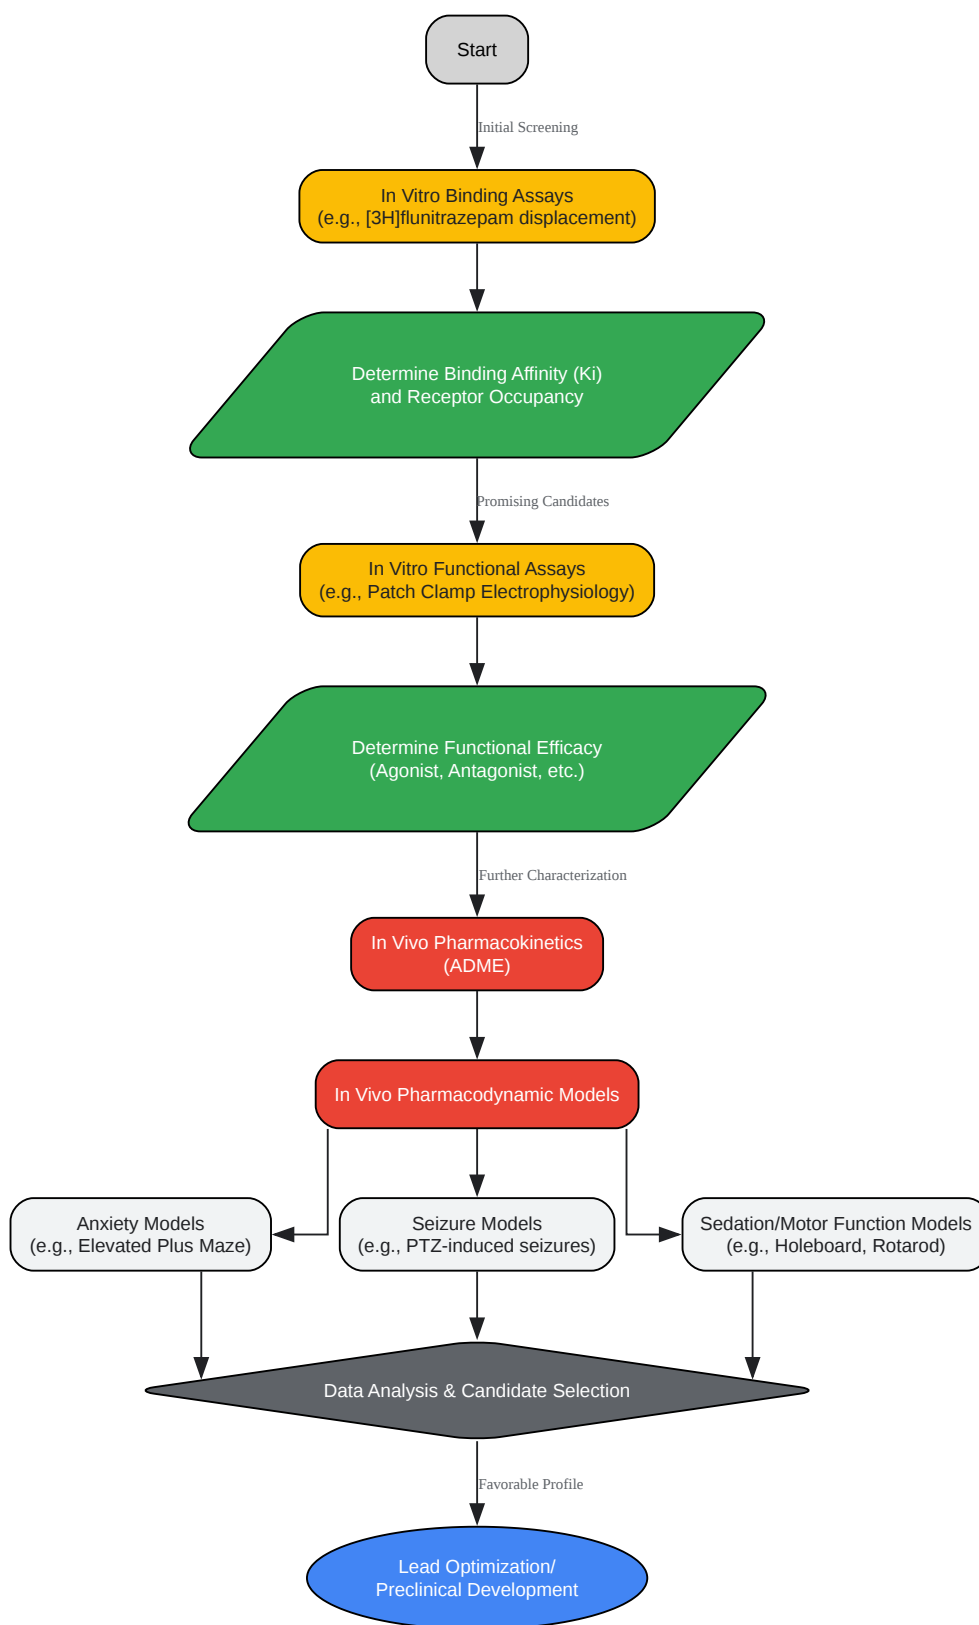 Start
Initial Screening
In Vitro Binding Assays
(e.g., [3H]flunitrazepam displacement)
Determine Binding Affinity (Ki)
and Receptor Occupancy
Promising Candidates
In Vitro Functional Assays
(e.g., Patch Clamp Electrophysiology)
Determine Functional Efficacy
(Agonist, Antagonist, etc.)
Further Characterization
In Vivo Pharmacokinetics
(ADME)
In Vivo Pharmacodynamic Models
Anxiety Models
(e.g., Elevated Plus Maze)
Seizure Models
(e.g., PTZ-induced seizures)
Sedation/Motor Function Models
(e.g., Holeboard, Rotarod)
Data Analysis & Candidate Selection
Favorable Profile
Lead Optimization/
Preclinical Development